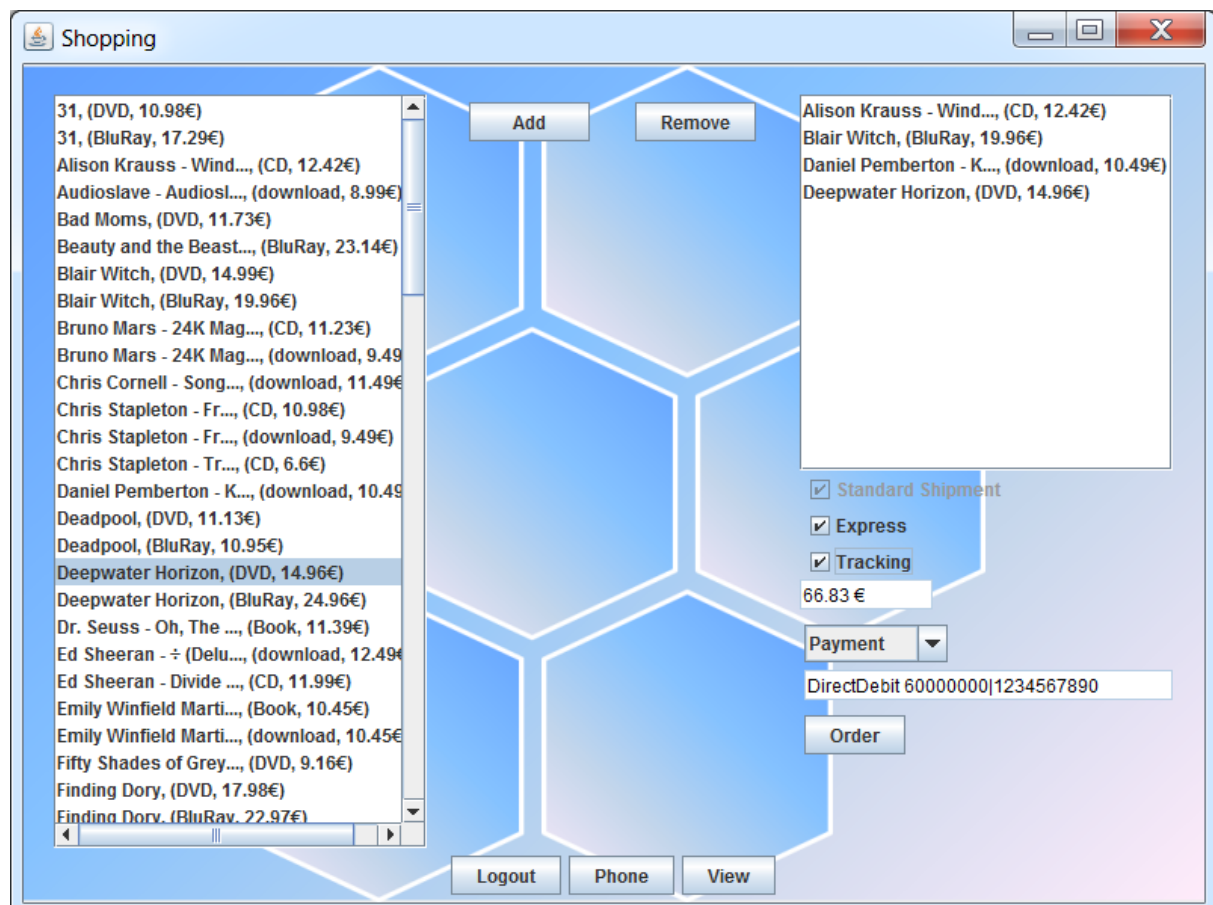 Shopping
31, (DVD, 10.98€)
31, (BluRay, 17.29€)
Alison Krauss - Wind..., (CD, 12.42€)
Audioslave - Audiosl..., (download, 8.99€)
Bad Moms, (DVD, 11.73€)
Beauty and the Beast..., (BluRay, 23.14€)
Blair Witch, (DVD, 14.99€)
Blair Witch, (BluRay, 19.96€)
Bruno Mars - 24K Mag..., (CD, 11.23€)
Bruno Mars - 24K Mag..., (download, 9.49
Chris Cornell - Song..., (download, 11.49€
Chris Stapleton - Fr..., (CD, 10.98€)
Chris Stapleton - Fr..., (download, 9.49€)
Chris Stapleton - Tr..., (CD, 6.6€)
Daniel Pemberton - K..., (download, 10.49
Deadpool, (DVD, 11.13€)
Deadpool, (BluRay, 10.95€)
Deepwater Horizon, (DVD, 14.96€)
Deepwater Horizon, (BluRay, 24.96€)
Dr. Seuss - Oh, The ..., (Book, 11.39€)
Ed Sheeran - ÷ (Delu..., (download, 12.49€
Ed Sheeran - Divide ..., (CD, 11.99€)
Emily Winfield Marti..., (Book, 10.45€)
Emily Winfield Marti..., (download, 10.45€
Fifty Shades of Grey..., (DVD, 9.16€)
Finding Dory, (DVD, 17.98€)
Finding Dory, (BluRay, 22.97€)
Add
Remove
Alison Krauss - Wind..., (CD, 12.42€)
Blair Witch, (BluRay, 19.96€)
Daniel Pemberton - K..., (download, 10.49€)
Deepwater Horizon, (DVD, 14.96€)
Standard Shipment
Express
Tracking
66.83 €
Payment
DirectDebit 60000000|1234567890
Order
Logout
Phone
View